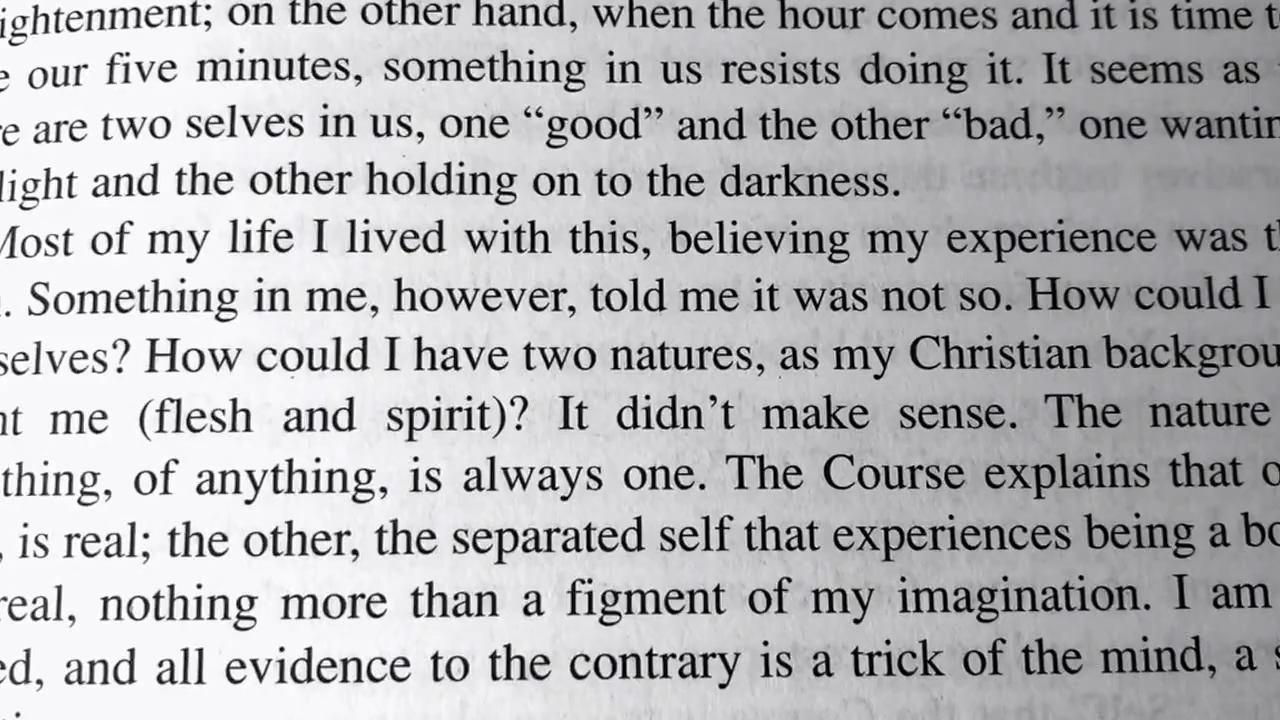 ightenment; on the other hand, when the hour comes and it is time t
e our five minutes, something in us resists doing it. It seems as
re are two selves in us, one “good” and the other “bad,” one wantin
light and the other holding on to the darkness.
Most of my life I lived with this, believing my experience was th
. Something in me, however, told me it was not so. How could I
selves? How could I have two natures, as my Christian backgrou
nt me (flesh and spirit)? It didn’t make sense. The nature
thing, of anything, is always one. The Course explains that o
, is real; the other, the separated self that experiences being a bo
real, nothing more than a figment of my imagination. I am
ed, and all evidence to the contrary is a trick of the mind, a s